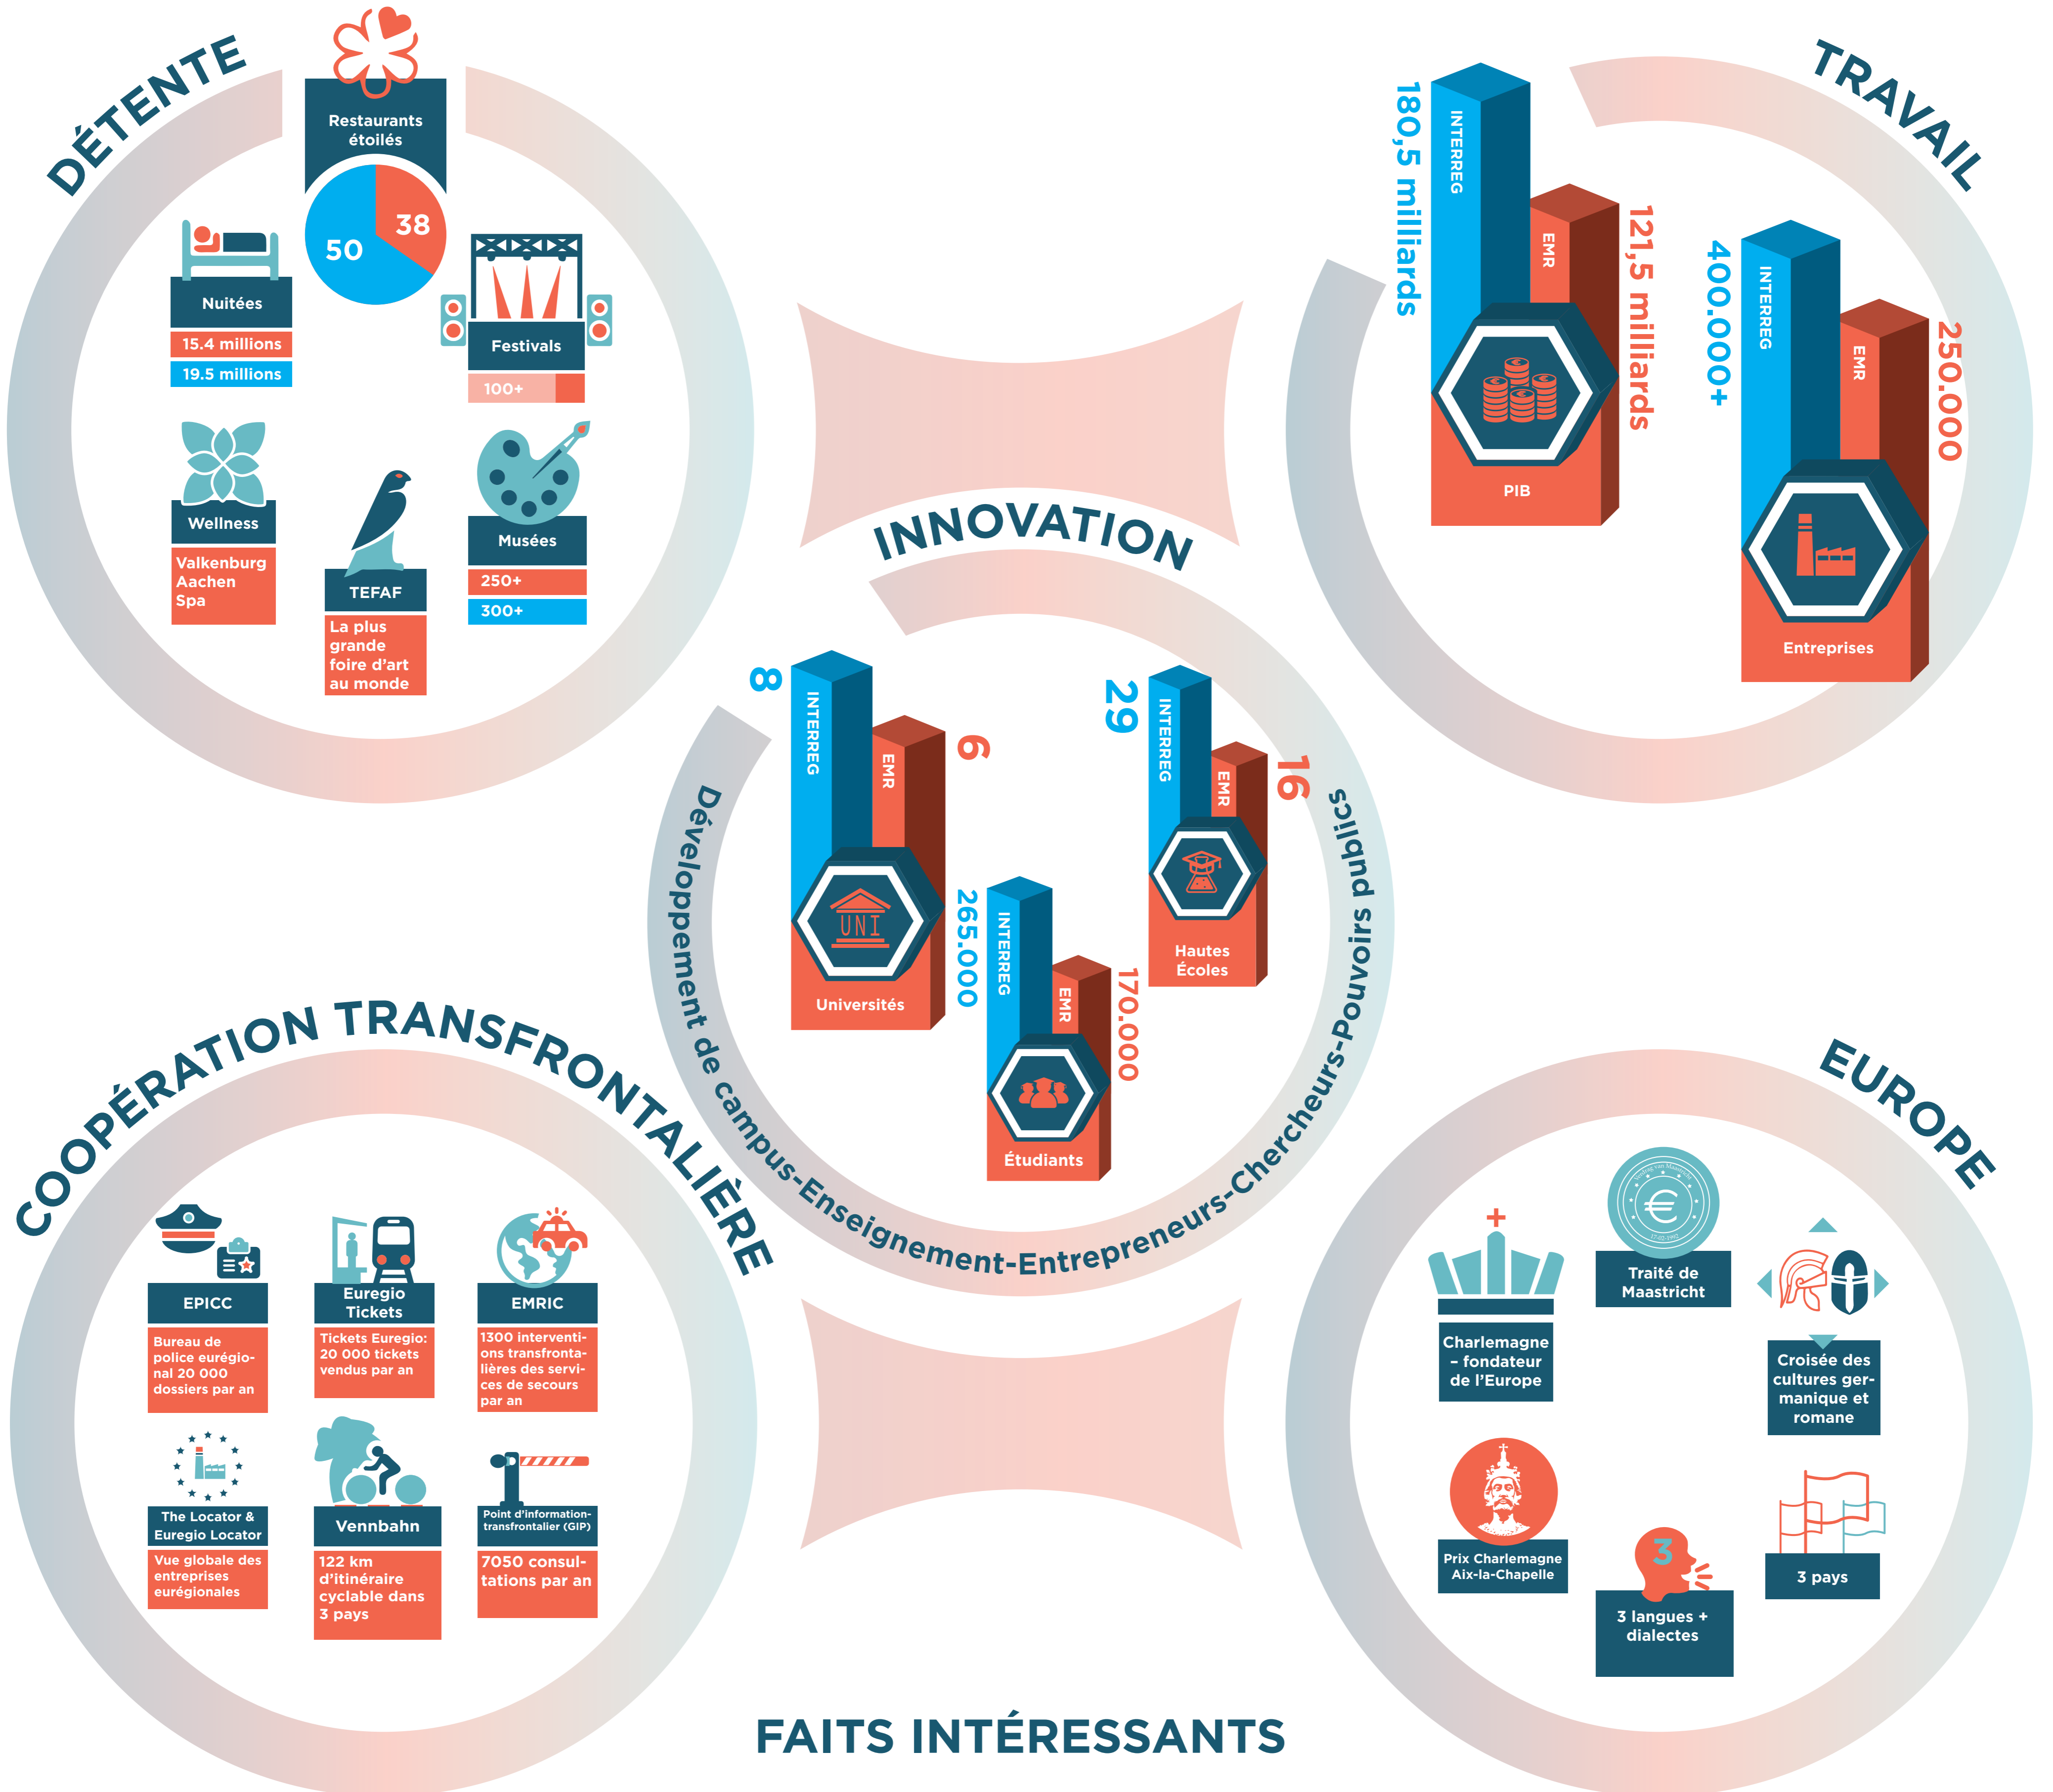 DÉTENTE
Restaurants
étoilés
38
50
Nuitées
15.4 millions
19.5 millions
Festivals
100+
Wellness
Valkenburg
Aachen
Spa
TEFAF
La plus
grande
foire d'art
au monde
Musées
250+
300+
TRAVAIL
180,5 milliards
INTERREG
EMR
121,5 milliards
PIB
400.000+
INTERREG
EMR
250.000
Entreprises
INNOVATION
8
INTERREG
EMR
6
UNI
Universités
29
INTERREG
EMR
16
Hautes
Écoles
265.000
INTERREG
EMR
170.000
Étudiants
Développement de campus-Enseignement-Entrepreneurs-Chercheurs-Pouvoirs publics
COOPÉRATION TRANSFRONTALIÈRE
EPICC
Bureau de
police eurégio-
nal 20 000
dossiers par an
Euregio
Tickets
Tickets Euregio:
20 000 tickets
vendus par an
EMRIC
1300 interventi-
ons transfronta-
lières des servi-
ces de secours
par an
The Locator &
Euregio Locator
Vue globale des
entreprises
eurégionales
Vennbahn
122 km
d'itinéraire
cyclable dans
3 pays
Point d'information-
transfrontalier (GIP)
7050 consul-
tations par an
EUROPE
Charlemagne
– fondateur
de l'Europe
Verdrag van Maastricht
€
Traité de
Maastricht
Croisée des
cultures ger-
manique et
romane
Prix Charlemagne
Aix-la-Chapelle
3
3 langues +
dialectes
3 pays
FAITS INTÉRESSANTS